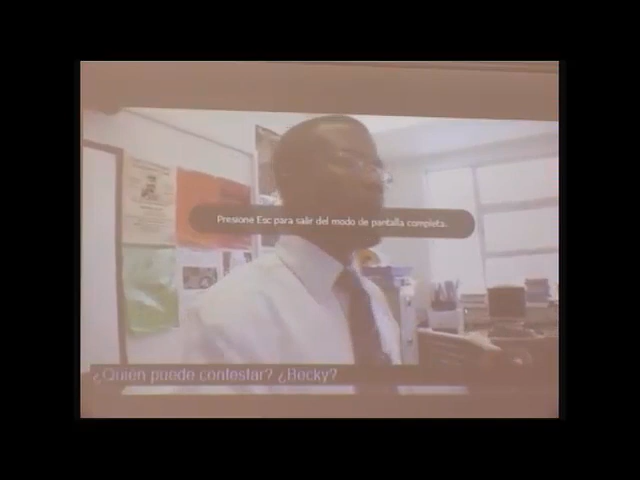 Presione Esc para salir del modo de pantalla completa.
¿Quién puede contestar? ¿Becky?